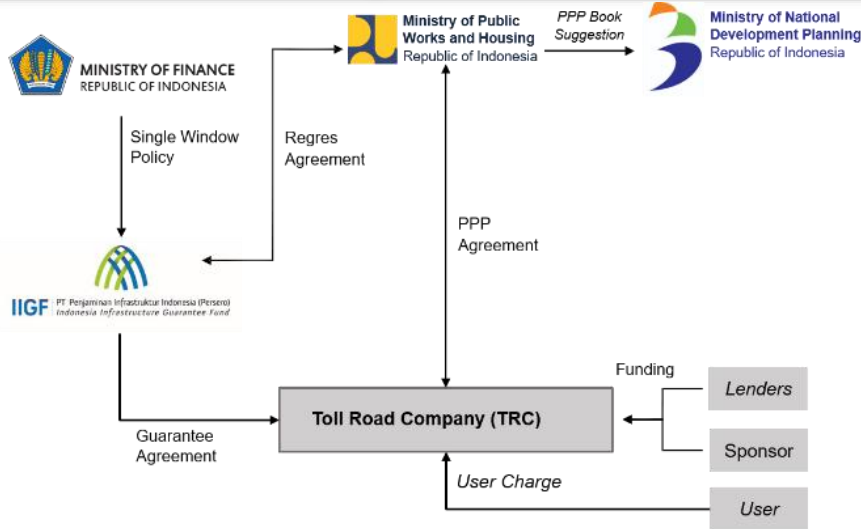 MINISTRY OF FINANCE
REPUBLIC OF INDONESIA
Ministry of Public
Works and Housing
Republic of Indonesia
PPP Book
Suggestion
Ministry of National
Development Planning
Republic of Indonesia
Single Window
Policy
Regres
Agreement
PPP
Agreement
IIGF
PT Penjaminan Infrastruktur Indonesia (Persero)
Indonesia Infrastructure Guarantee Fund
Guarantee
Agreement
Toll Road Company (TRC)
Funding
Lenders
Sponsor
User Charge
User